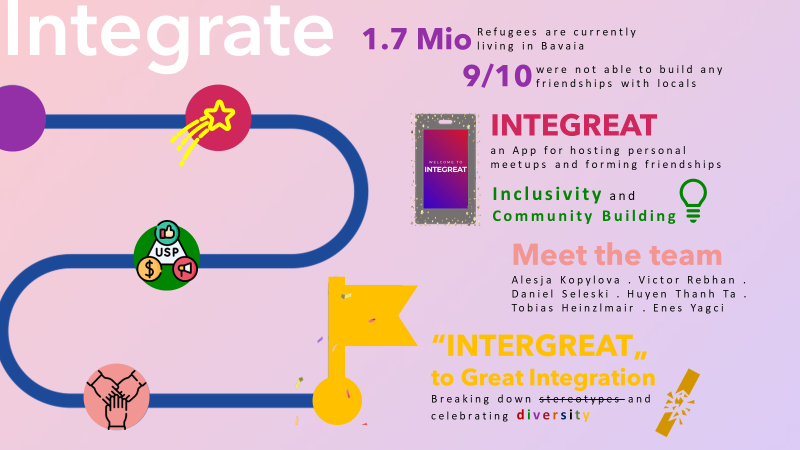 Integrate
1.7 Mio Refugees are currently
living in Bavaia
9/10 were not able to build any
friendships with locals
INTEGREAT
an App for hosting personal
meetups and forming friendships
WELCOME TO
INTEGREAT
Inclusivity and
Community Building
USP
$
Meet the team
Alesja Kopylova . Victor Rebhan .
Daniel Seleski . Huyen Thanh Ta .
Tobias Heinzlmair . Enes Yagci
“INTERGREAT„
to Great Integration
Breaking down stereotypes and
celebrating diversity